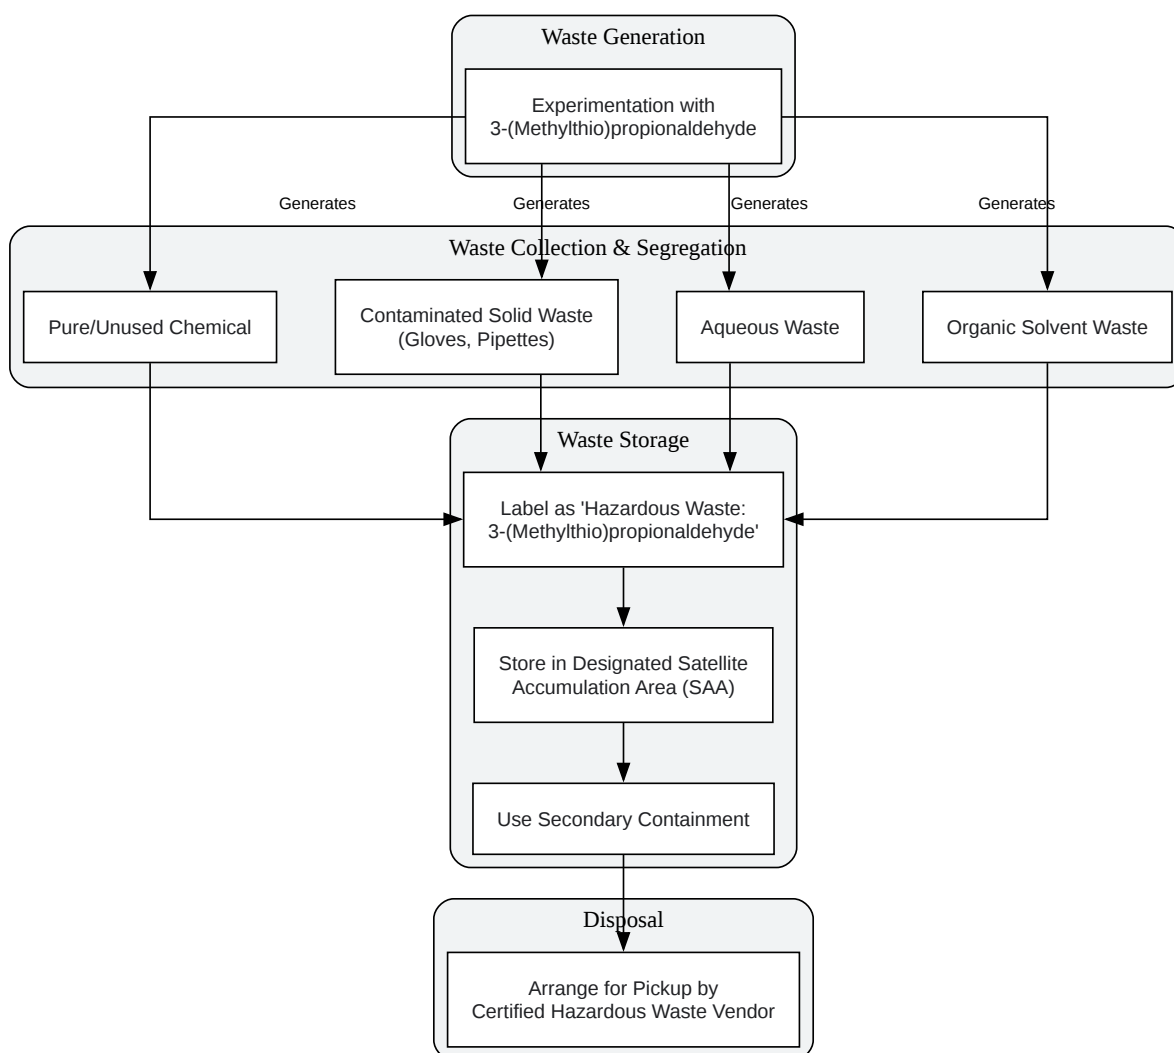 Waste Generation
Experimentation with
3-(Methylthio)propionaldehyde
Generates
Generates
Generates
Generates
Waste Collection & Segregation
Pure/Unused Chemical
Contaminated Solid Waste
(Gloves, Pipettes)
Aqueous Waste
Organic Solvent Waste
Waste Storage
Label as 'Hazardous Waste:
3-(Methylthio)propionaldehyde'
Store in Designated Satellite
Accumulation Area (SAA)
Use Secondary Containment
Disposal
Arrange for Pickup by
Certified Hazardous Waste Vendor